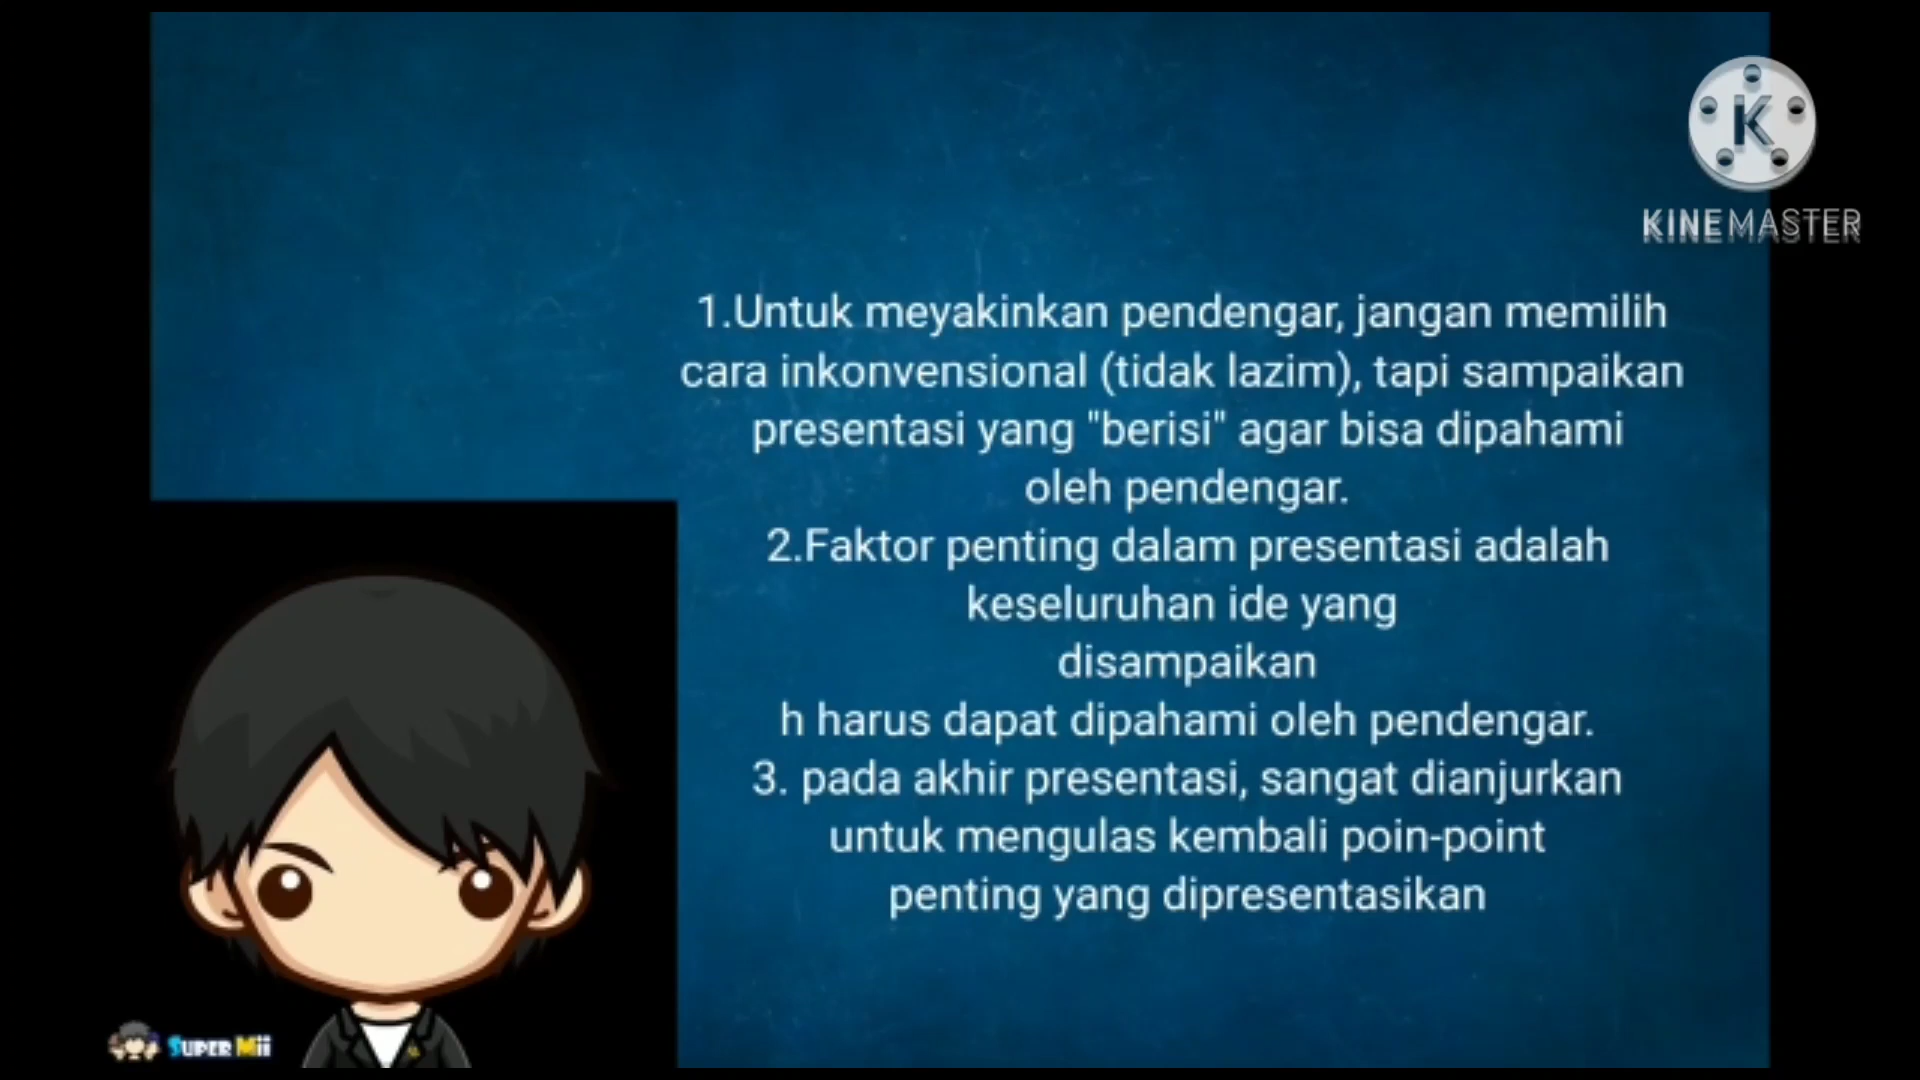 KINEMASTER
1.Untuk meyakinkan pendengar, jangan memilih
cara inkonvensional (tidak lazim), tapi sampaikan
presentasi yang "berisi" agar bisa dipahami
oleh pendengar.
2.Faktor penting dalam presentasi adalah
keseluruhan ide yang
disampaikan
h harus dapat dipahami oleh pendengar.
3. pada akhir presentasi, sangat dianjurkan
untuk mengulas kembali poin-point
penting yang dipresentasikan
SUPER Mii